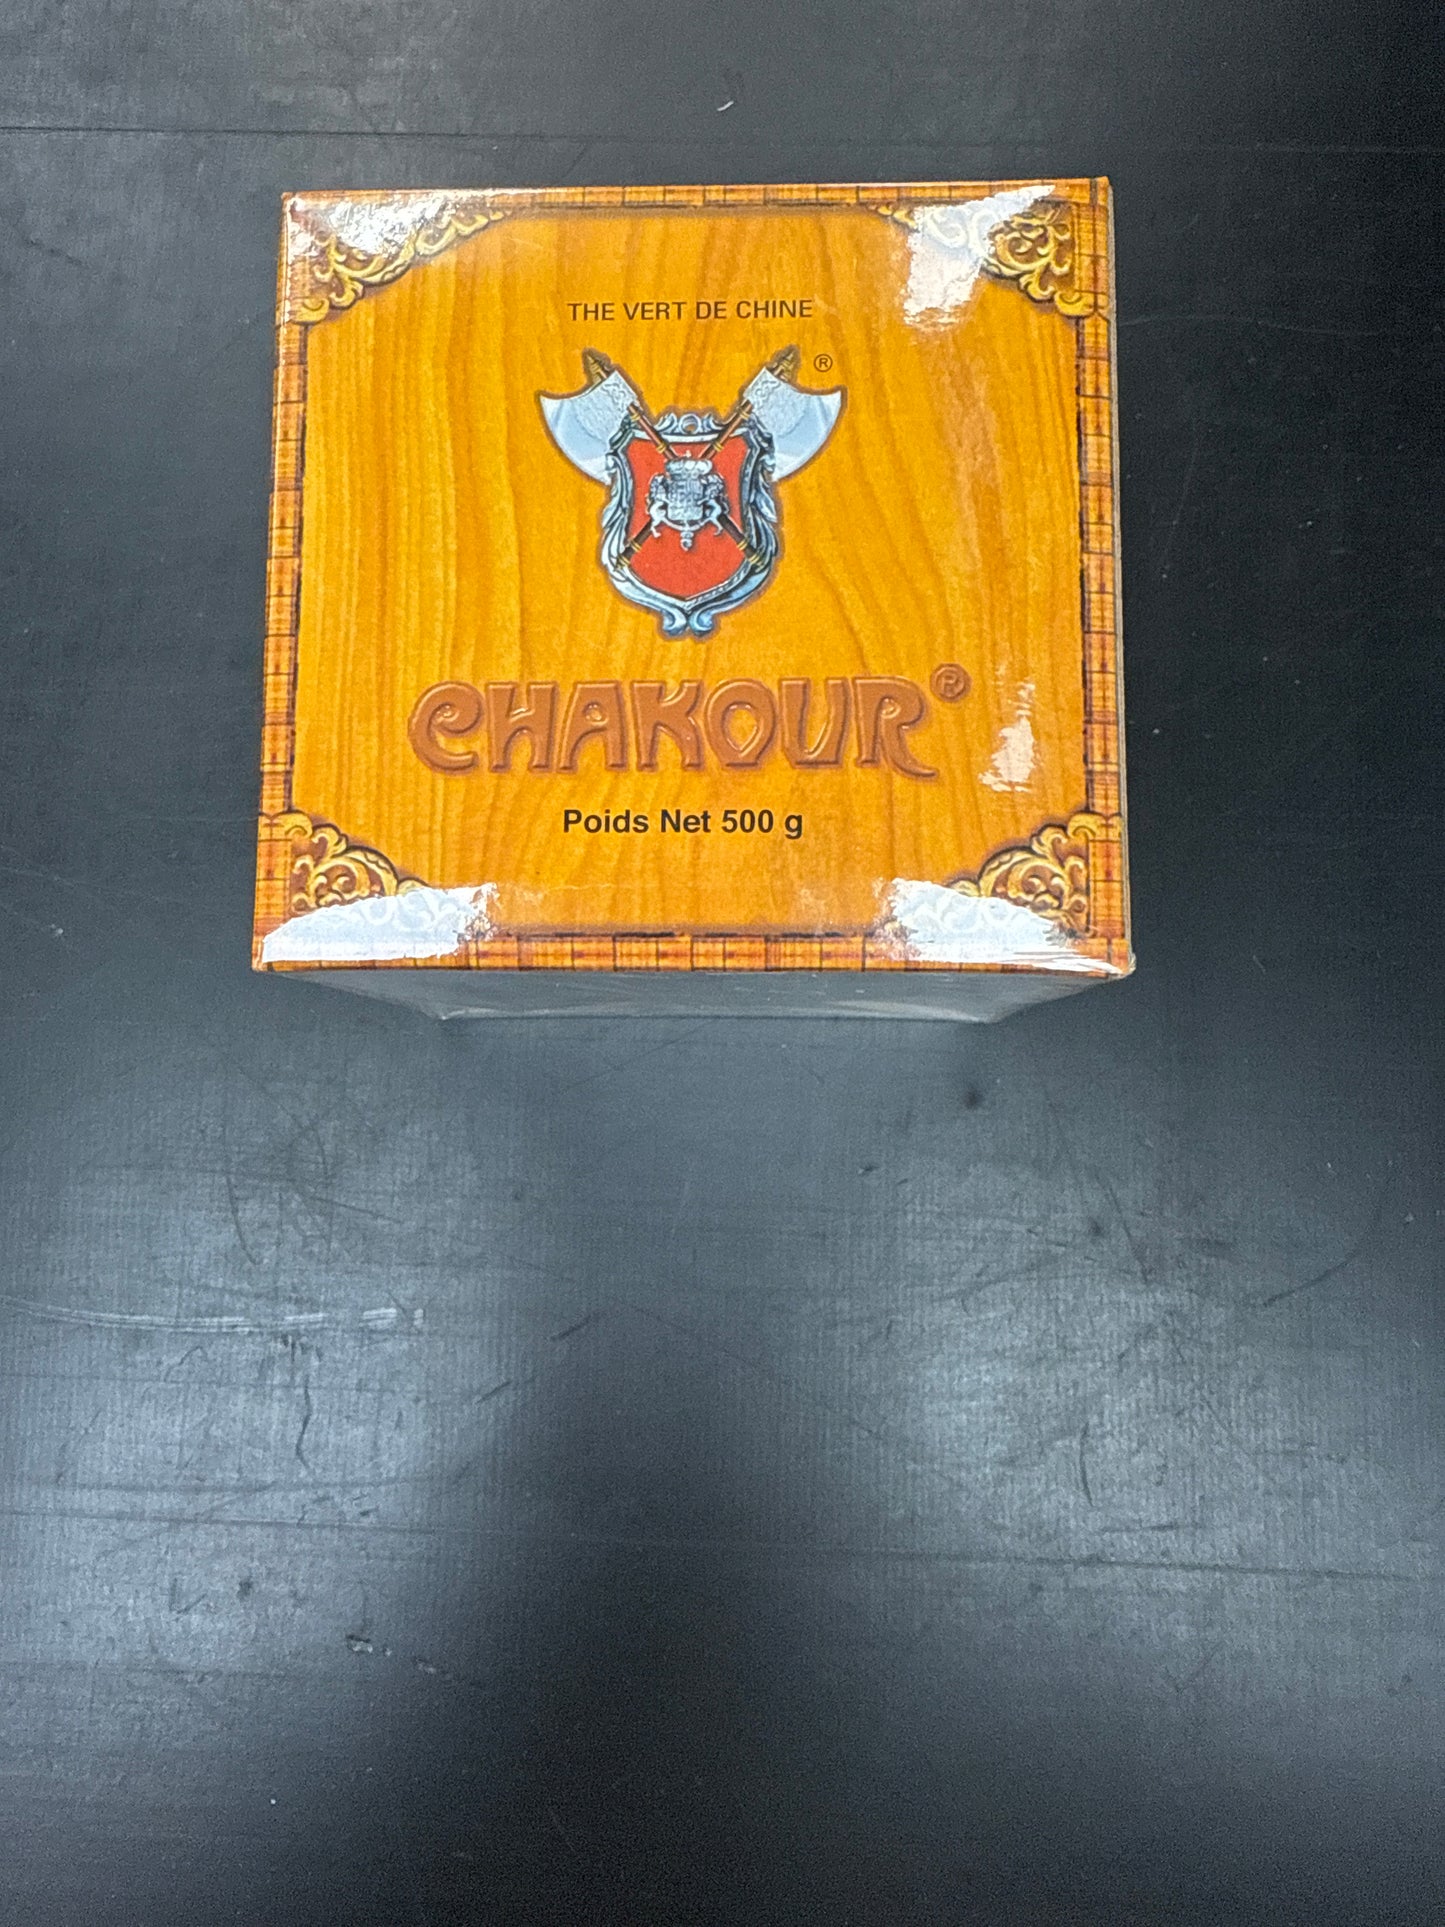 THE VERT DE CHINE
®
CHAKOUR®
Poids Net 500 g